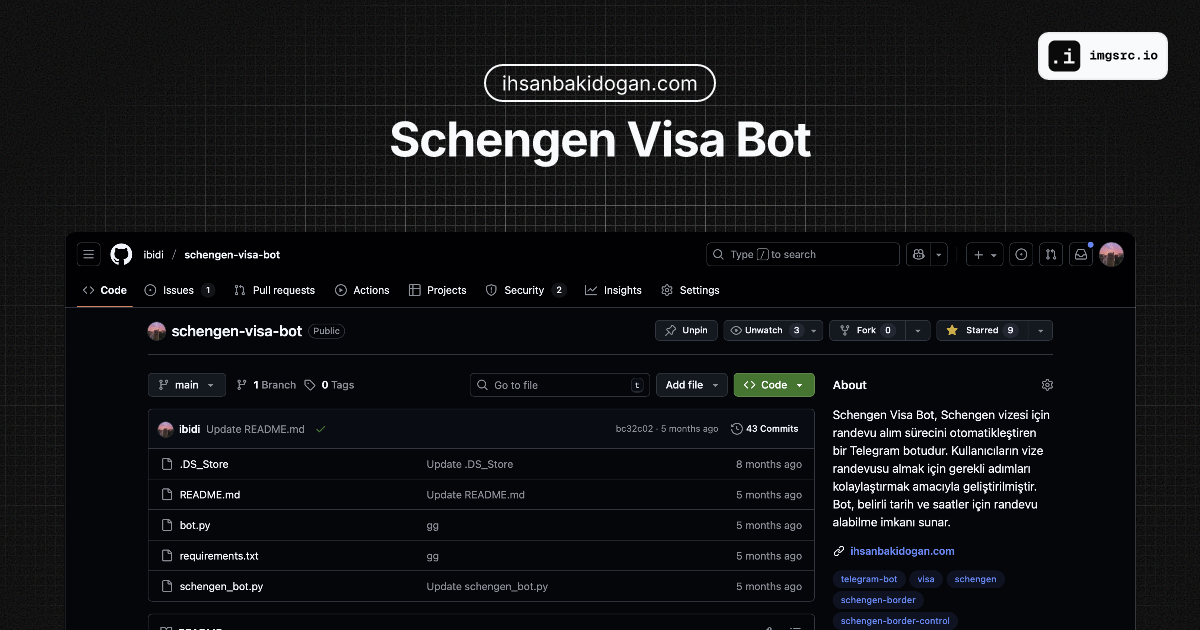 .i imgsrc.io
ihsanbakidogan.com
Schengen Visa Bot
ibidi / schengen-visa-bot
Type / to search
Code Issues 1 Pull requests Actions Projects Security 2 Insights Settings
schengen-visa-bot Public
Unpin Unwatch 3 Fork 0 Starred 9
main 1 Branch 0 Tags Go to file t Add file Code
ibidi Update README.md bc32c02 · 5 months ago 43 Commits
.DS_Store Update .DS_Store 8 months ago
README.md Update README.md 5 months ago
bot.py gg 5 months ago
requirements.txt gg 5 months ago
schengen_bot.py Update schengen_bot.py 5 months ago
About
Schengen Visa Bot, Schengen vizesi için
randevu alım sürecini otomatikleştiren
bir Telegram botudur. Kullanıcıların vize
randevusu almak için gerekli adımları
kolaylaştırmak amacıyla geliştirilmiştir.
Bot, belirli tarih ve saatler için randevu
alabilme imkanı sunar.
ihsanbakidogan.com
telegram-bot visa schengen
schengen-border
schengen-border-control